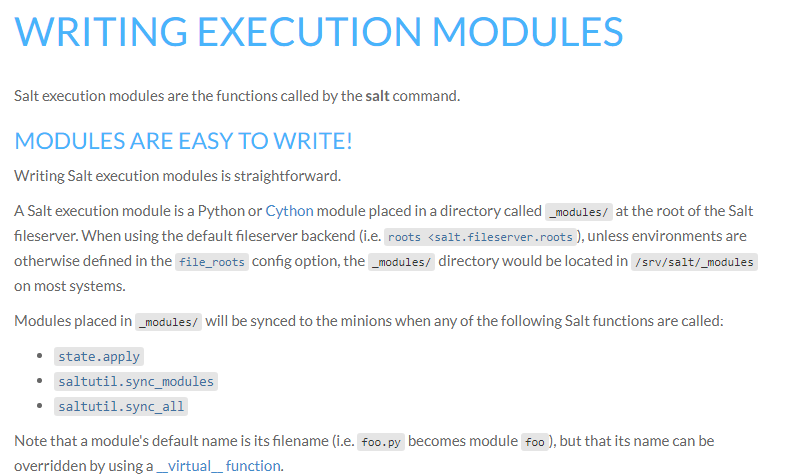 WRITING EXECUTION MODULES
Salt execution modules are the functions called by the salt command.
MODULES ARE EASY TO WRITE!
Writing Salt execution modules is straightforward.
A Salt execution module is a Python or Cython module placed in a directory called _modules/ at the root of the Salt
fileserver. When using the default fileserver backend (i.e. roots <salt.fileserver.roots), unless environments are
otherwise defined in the file_roots config option, the _modules/ directory would be located in /srv/salt/_modules
on most systems.
Modules placed in _modules/ will be synced to the minions when any of the following Salt functions are called:
• state.apply
• saltutil.sync_modules
• saltutil.sync_all
Note that a module's default name is its filename (i.e. foo.py becomes module foo), but that its name can be
overridden by using a __virtual__ function.